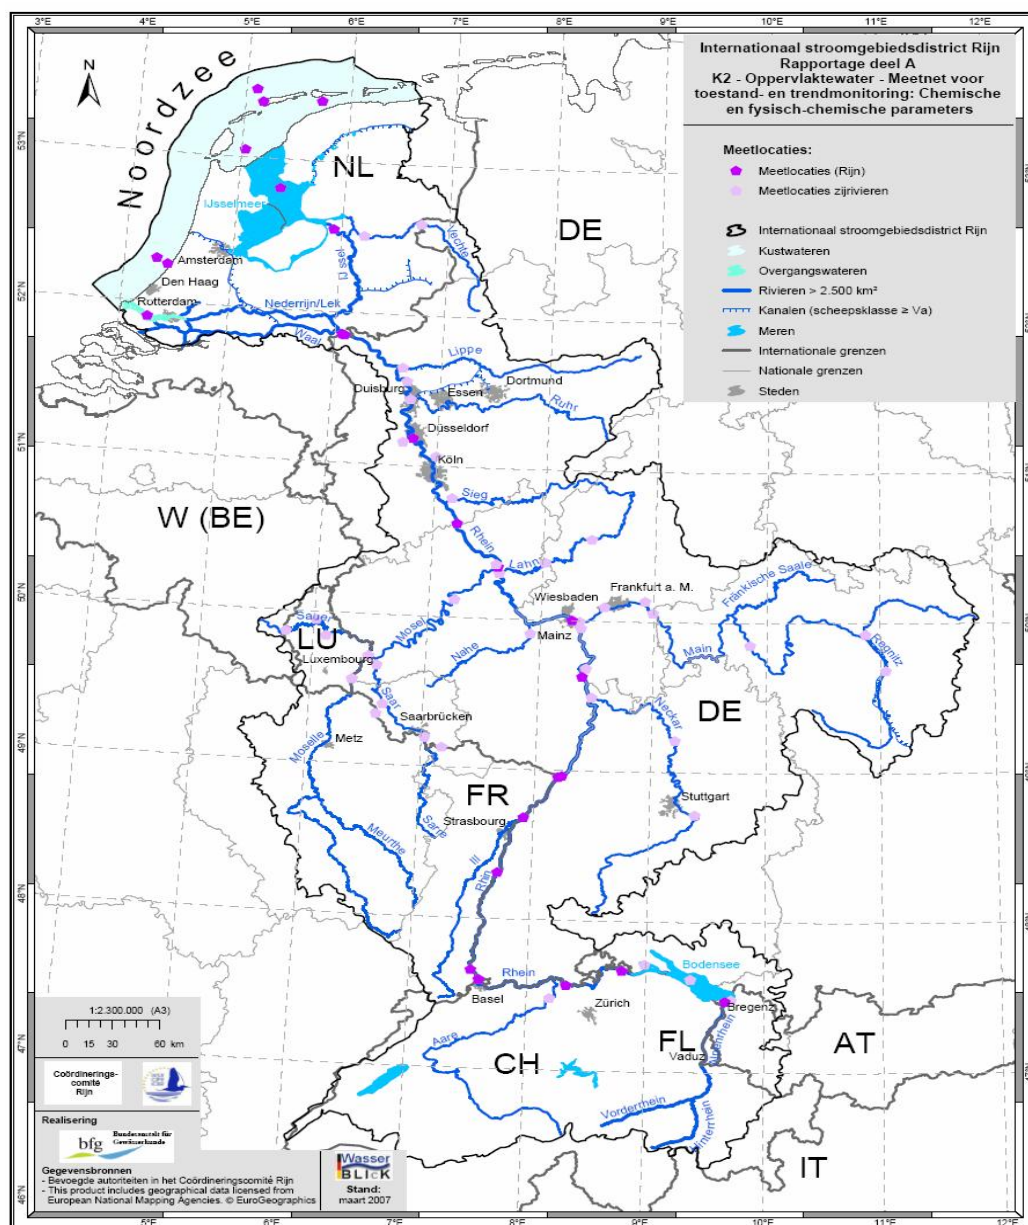 3°E 4°E 5°E 6°E 7°E 8°E 9°E 10°E 11°E 12°E
Internationaal stroomgebiedsdistrict Rijn
Rapportage deel A
K2 - Oppervlaktewater - Meetnet voor
toestand- en trendmonitoring: Chemische
en fysisch-chemische parameters
Meetlocaties:
Meetlocaties (Rijn)
Meetlocaties zijrivieren
Internationaal stroomgebiedsdistrict Rijn
Kustwateren
Overgangswateren
Rivieren > 2.500 km²
Kanalen (scheepsklasse ≥ Va)
Meren
Internationale grenzen
Nationale grenzen
Steden
N
Noordzee
53°N
NL
IJsselmeer
DE
Vechte
Amsterdam
IJssel
Den Haag
52°N
Rotterdam
Nederrijn/Lek
Waal
Lippe
Duisburg
Essen
Dortmund
Ruhr
51°N
Düsseldorf
Köln
W (BE)
Sieg
Rhein
Lahn
50°N
Wiesbaden
Frankfurt a. M.
Fränkische Saale
Sauer
LU
Mosel
Mainz
Main
Regnitz
Luxembourg
Nahe
Saar
Neckar
DE
Saarbrücken
49°N
Moselle
Metz
FR
Stuttgart
Strasbourg
Sarre
Meurthe
Ill
Rhin
48°N
Rhein
Bodensee
Basel
Zürich
Bregenz
Aare
CH
FL
Vaduz
Alpenrhein
AT
47°N
Vorderrhein
Hinterrhein
IT
46°N
1:2.300.000 (A3)
0 15 30 60 km
Coördinerings-
comité
Rijn
Realisering
bfg Bundesanstalt für
Gewässerkunde
Wasser
BLIcK
Stand:
maart 2007
Gegevensbronnen
- Bevoegde autoriteiten in het Coördineringscomité Rijn
- This product includes geographical data licensed from
European National Mapping Agencies. © EuroGeographics
5°E 6°E 7°E 8°E 9°E 10°E 11°E 12°E